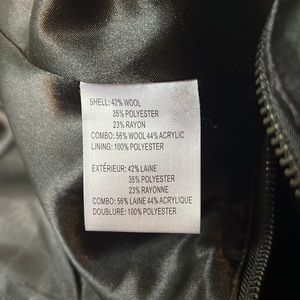 SHELL: 42% WOOL
35% POLYESTER
23% RAYON
COMBO: 56% WOOL 44% ACRYLIC
LINING: 100% POLYESTER
EXTÉRIEUR: 42% LAINE
35% POLYESTER
23% RAYONNE
COMBO: 56% LAINE 44% ACRYLIQUE
DOUBLURE: 100% POLYESTER